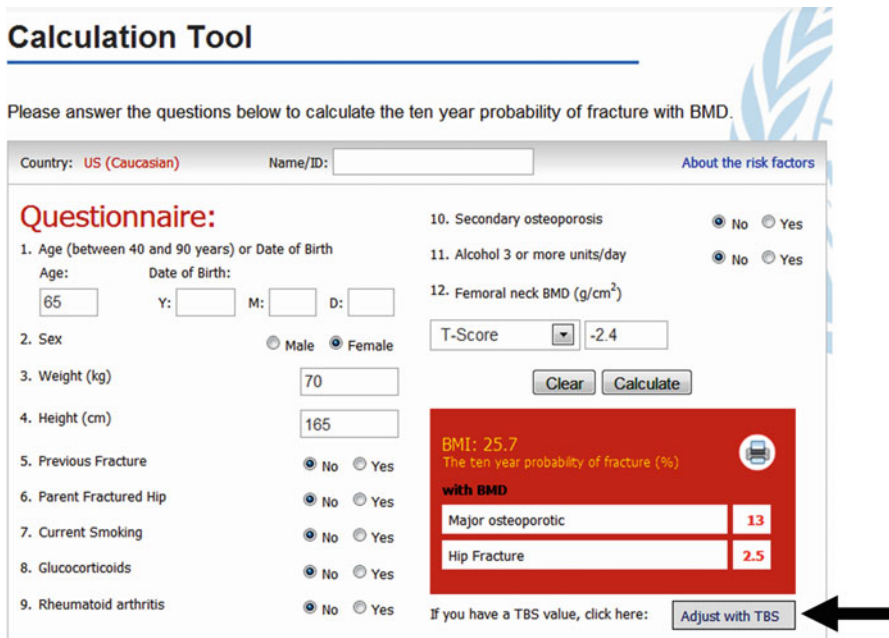 Calculation Tool
Please answer the questions below to calculate the ten year probability of fracture with BMD.
Country: US (Caucasian) Name/ID: About the risk factors
Questionnaire:
1. Age (between 40 and 90 years) or Date of Birth
Age: Date of Birth:
65 Y: M: D:
2. Sex Male Female
3. Weight (kg) 70
4. Height (cm) 165
5. Previous Fracture No Yes
6. Parent Fractured Hip No Yes
7. Current Smoking No Yes
8. Glucocorticoids No Yes
9. Rheumatoid arthritis No Yes
10. Secondary osteoporosis No Yes
11. Alcohol 3 or more units/day No Yes
12. Femoral neck BMD (g/cm²)
T-Score -2.4
Clear Calculate
BMI: 25.7
The ten year probability of fracture (%)
with BMD
Major osteoporotic 13
Hip Fracture 2.5
If you have a TBS value, click here: Adjust with TBS